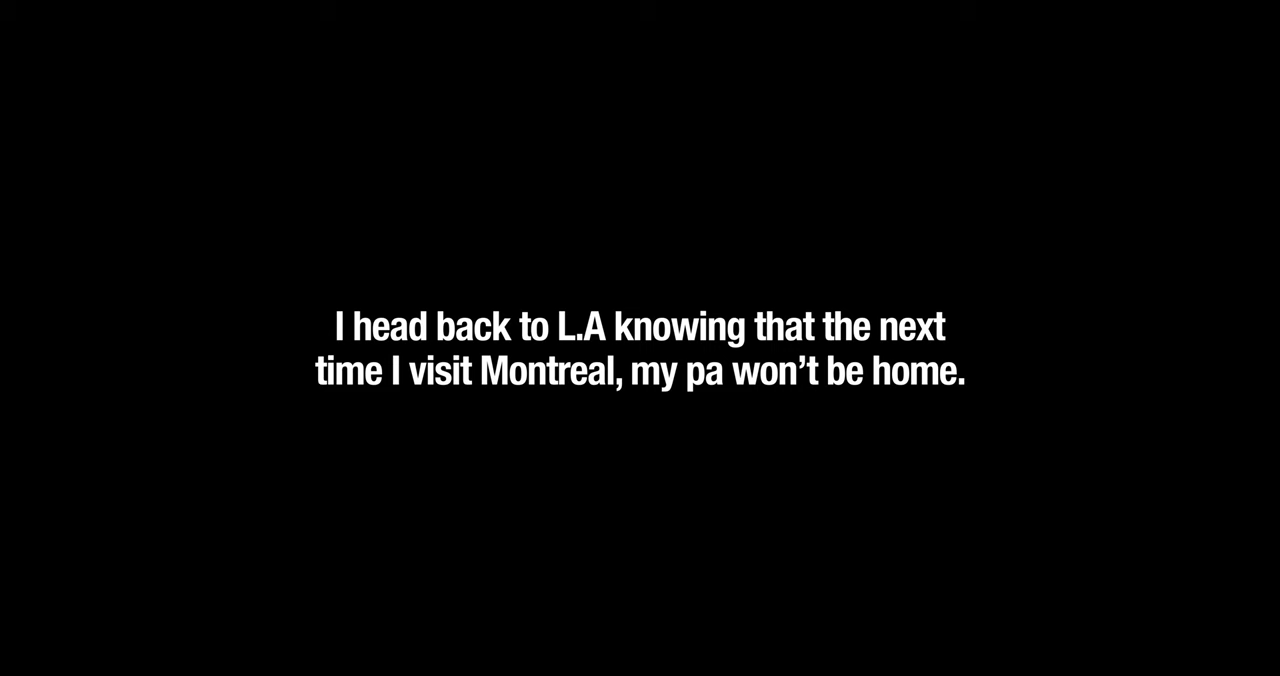 I head back to L.A knowing that the next
time I visit Montreal, my pa won’t be home.